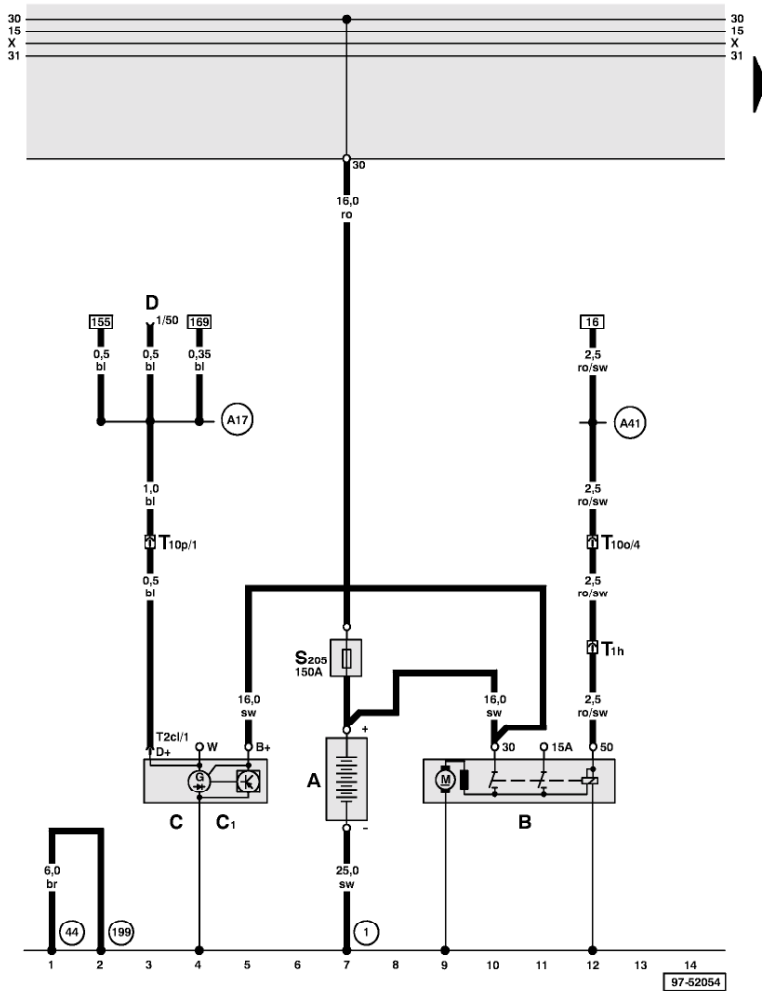 30 30
15 15
X X
31 31
30
16,0
ro
D
155 1/50 169 16
0,5 0,5 0,35 2,5
bl bl bl ro/sw
A17 A41
1,0 2,5
bl ro/sw
T10p/1 T10o/4
0,5 2,5
bl ro/sw
S205 T1h
150A
16,0 16,0 2,5
sw sw ro/sw
T2cl/1 W B+ + 30 15A 50
D+
G A M
C C1 - B
6,0 25,0
br sw
44 199 1
1 2 3 4 5 6 7 8 9 10 11 12 13 14
97-52054